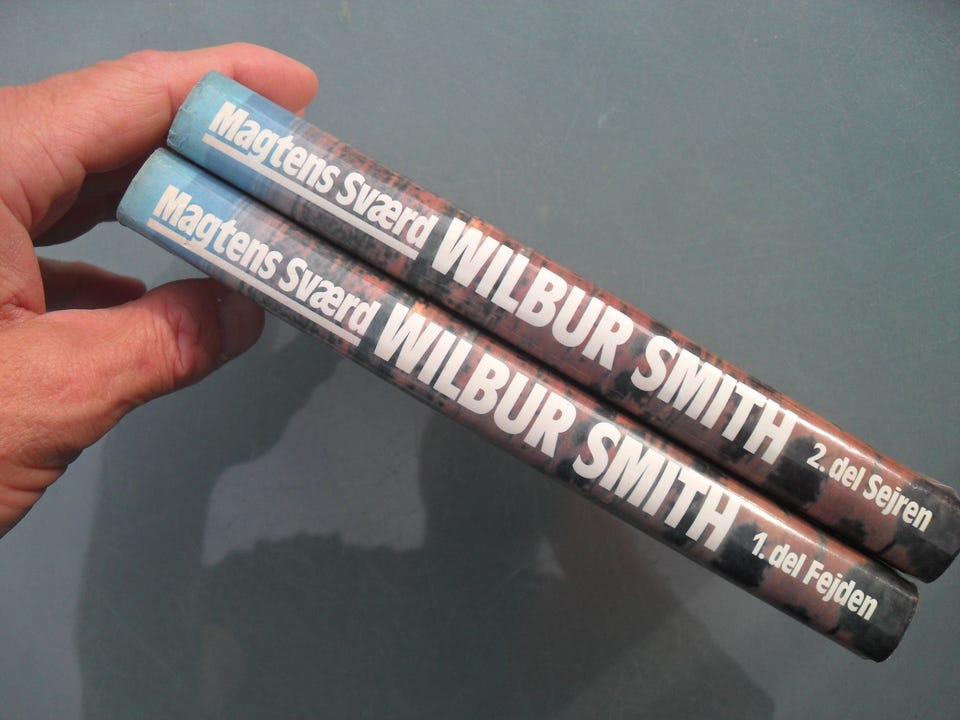 Magtens Sværd WILBUR SMITH 2. del Sejren
Magtens Sværd WILBUR SMITH 1. del Fejden